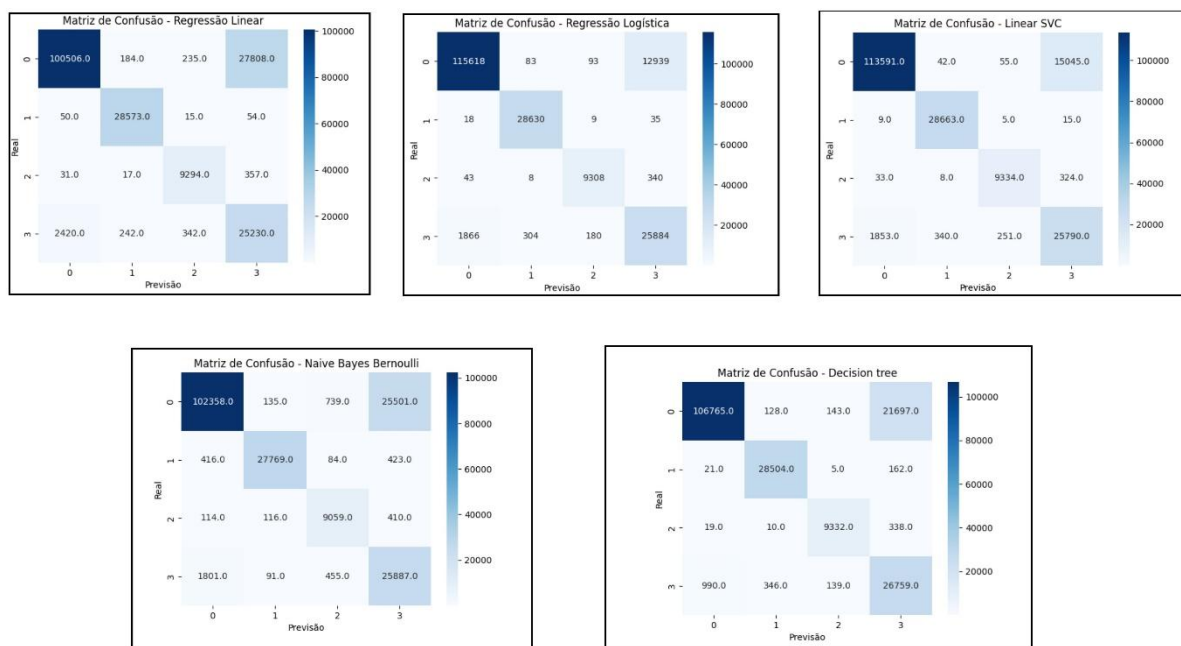 Matriz de Confusão - Regressão Linear
0 100506.0 184.0 235.0 27808.0
1 50.0 28573.0 15.0 54.0
2 31.0 17.0 9294.0 357.0
3 2420.0 242.0 342.0 25230.0
0 1 2 3
Previsão
Real
100000
80000
60000
40000
20000
Matriz de Confusão - Regressão Logística
0 115618 83 93 12939
1 18 28630 9 35
2 43 8 9308 340
3 1866 304 180 25884
0 1 2 3
Previsão
Real
100000
80000
60000
40000
20000
Matriz de Confusão - Linear SVC
0 113591.0 42.0 55.0 15045.0
1 9.0 28663.0 5.0 15.0
2 33.0 8.0 9334.0 324.0
3 1853.0 340.0 251.0 25790.0
0 1 2 3
Previsão
Real
100000
80000
60000
40000
20000
Matriz de Confusão - Naive Bayes Bernoulli
0 102358.0 135.0 739.0 25501.0
1 416.0 27769.0 84.0 423.0
2 114.0 116.0 9059.0 410.0
3 1801.0 91.0 455.0 25887.0
0 1 2 3
Previsão
Real
100000
80000
60000
40000
20000
Matriz de Confusão - Decision tree
0 106765.0 128.0 143.0 21697.0
1 21.0 28504.0 5.0 162.0
2 19.0 10.0 9332.0 338.0
3 990.0 346.0 139.0 26759.0
0 1 2 3
Previsão
Real
100000
80000
60000
40000
20000